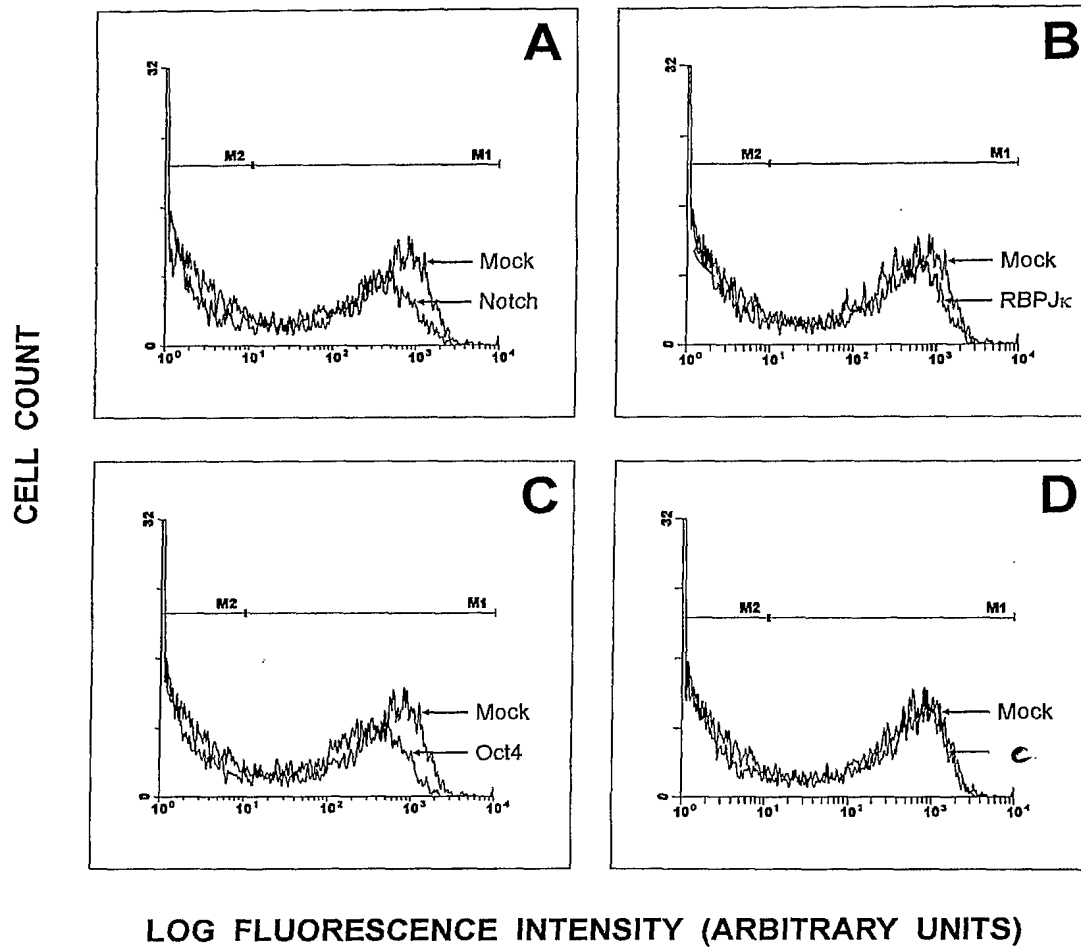 A
32
M2
M1
Mock
Notch
0
10⁰ 10¹ 10² 10³ 10⁴
B
32
M2
M1
Mock
RBPJκ
0
10⁰ 10¹ 10² 10³ 10⁴
CELL COUNT
C
32
M2
M1
Mock
Oct4
0
10⁰ 10¹ 10² 10³ 10⁴
D
32
M2
M1
Mock
0
10⁰ 10¹ 10² 10³ 10⁴
LOG FLUORESCENCE INTENSITY (ARBITRARY UNITS)